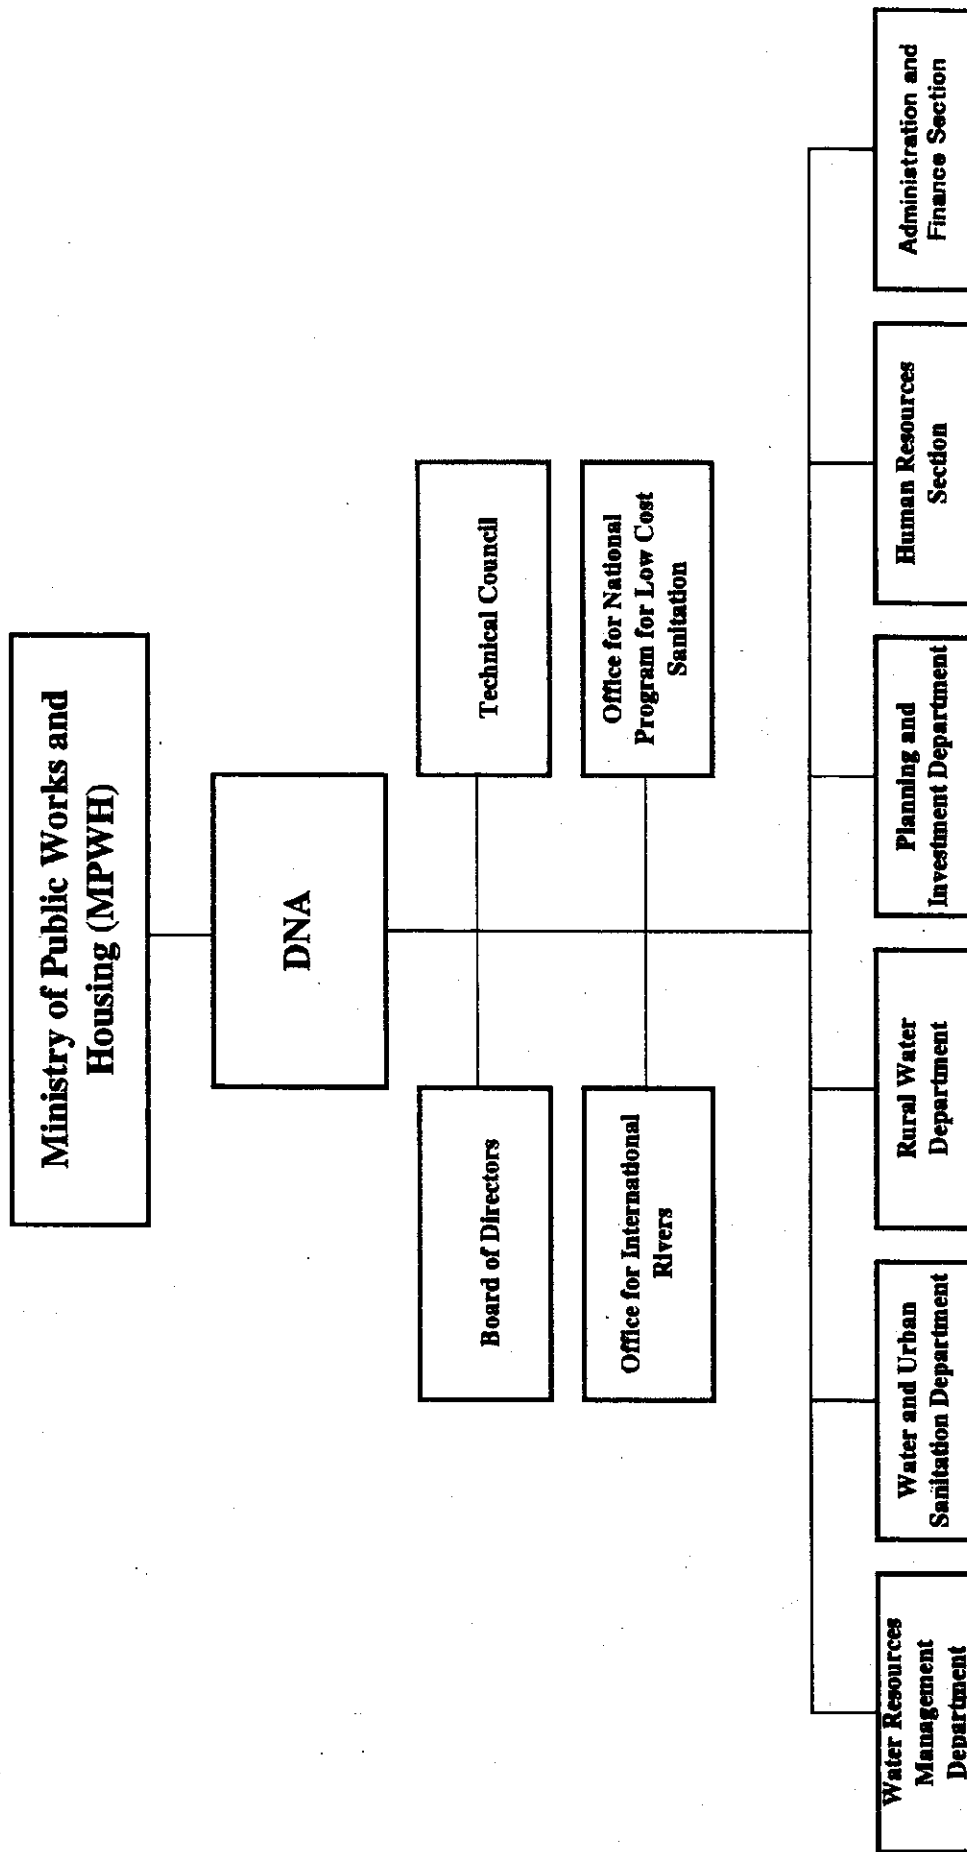 Ministry of Public Works and
Housing (MPWH)
DNA
Board of Directors
Technical Council
Office for International
Rivers
Office for National
Program for Low Cost
Sanitation
Water Resources
Management
Department
Water and Urban
Sanitation Department
Rural Water
Department
Planning and
Investment Department
Human Resources
Section
Administration and
Finance Section